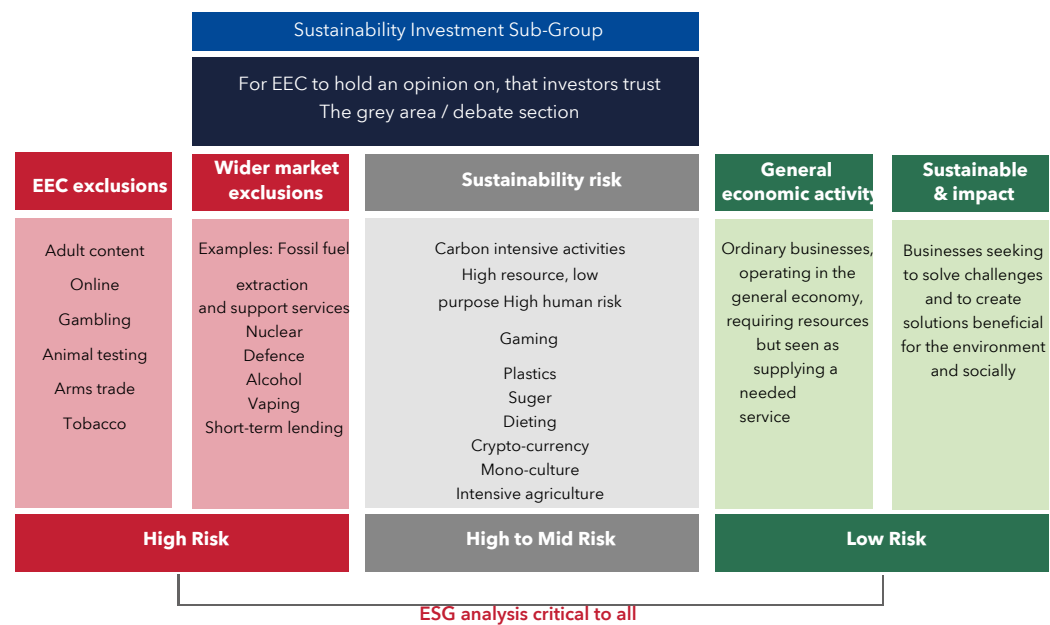 Sustainability Investment Sub-Group
For EEC to hold an opinion on, that investors trust
The grey area / debate section
EEC exclusions
Adult content
Online
Gambling
Animal testing
Arms trade
Tobacco
Wider market
exclusions
Examples: Fossil fuel
extraction
and support services
Nuclear
Defence
Alcohol
Vaping
Short-term lending
Sustainability risk
Carbon intensive activities
High resource, low
purpose High human risk
Gaming
Plastics
Suger
Dieting
Crypto-currency
Mono-culture
Intensive agriculture
General
economic activity
Ordinary businesses,
operating in the
general economy,
requiring resources
but seen as
supplying a
needed
service
Sustainable
& impact
Businesses seeking
to solve challenges
and to create
solutions beneficial
for the environment
and socially
High Risk
High to Mid Risk
Low Risk
ESG analysis critical to all